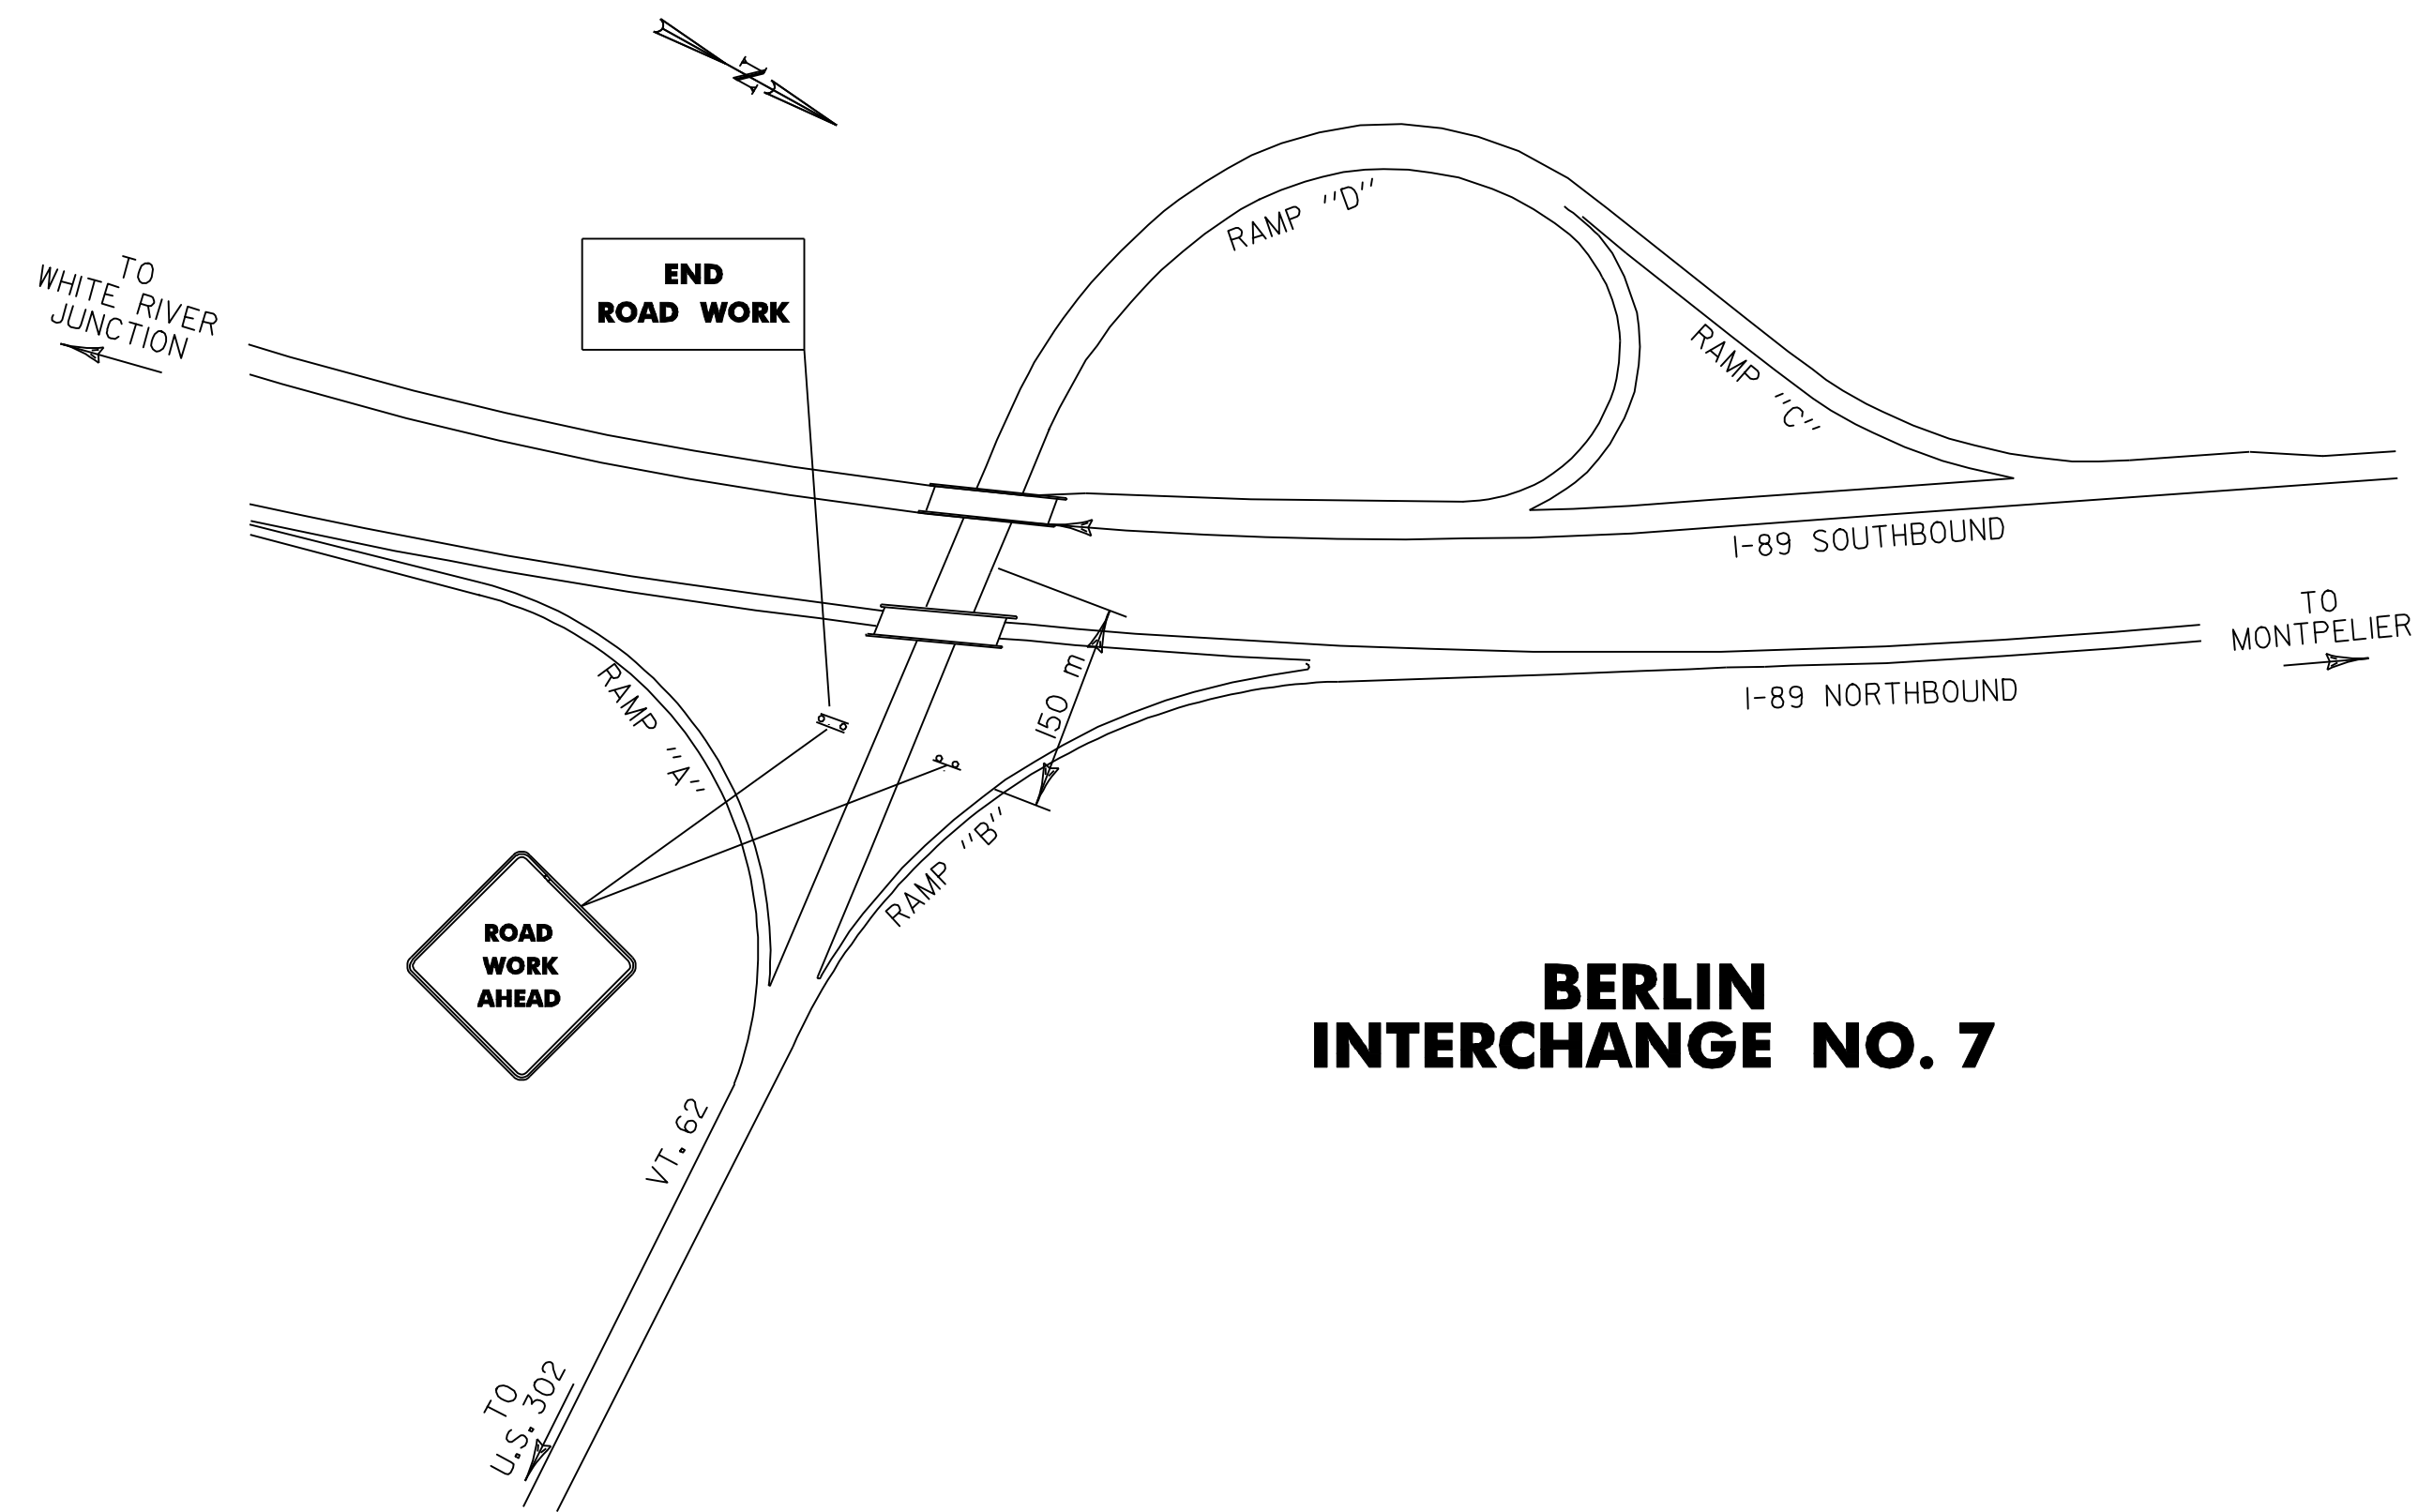 N
RAMP "D"
END
ROAD WORK
TO
WHITE RIVER
JUNCTION
RAMP "C"
I-89 SOUTHBOUND
TO
MONTPELIER
I-89 NORTHBOUND
RAMP "A"
150 m
RAMP "B"
ROAD
WORK
AHEAD
BERLIN
INTERCHANGE NO. 7
VT. 62
TO
U.S. 302